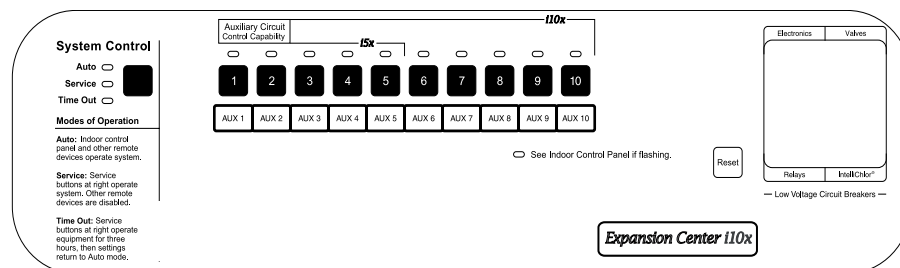 System Control
Auto
Service
Time Out
Modes of Operation
Auto: Indoor control
panel and other remote
devices operate system.
Service: Service
buttons at right operate
system. Other remote
devices are disabled.
Time Out: Service
buttons at right operate
equipment for three
hours, then settings
return to Auto mode.
Auxiliary Circuit
Control Capability
i5x
i10x
1 2 3 4 5 6 7 8 9 10
AUX 1 AUX 2 AUX 3 AUX 4 AUX 5 AUX 6 AUX 7 AUX 8 AUX 9 AUX 10
See Indoor Control Panel if flashing.
Reset
Expansion Center i10x
Electronics Valves
Relays IntelliChlor®
Low Voltage Circuit Breakers